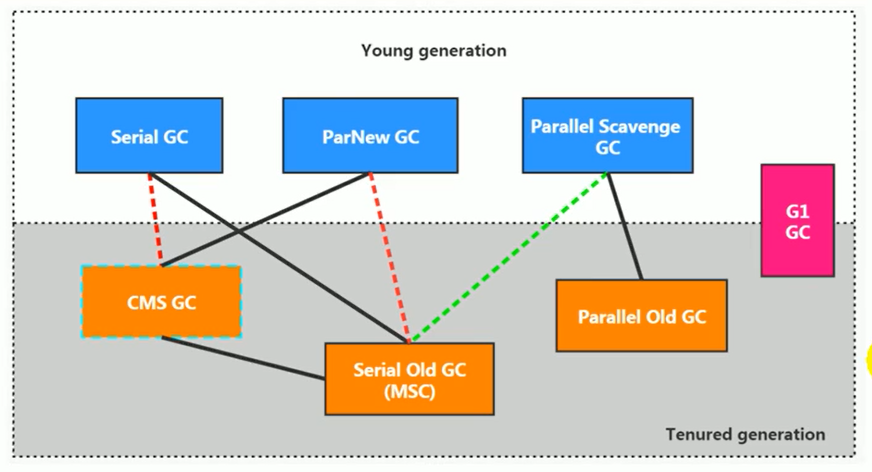 Young generation
Serial GC
ParNew GC
Parallel Scavenge
GC
G1
GC
CMS GC
Parallel Old GC
Serial Old GC
(MSC)
Tenured generation